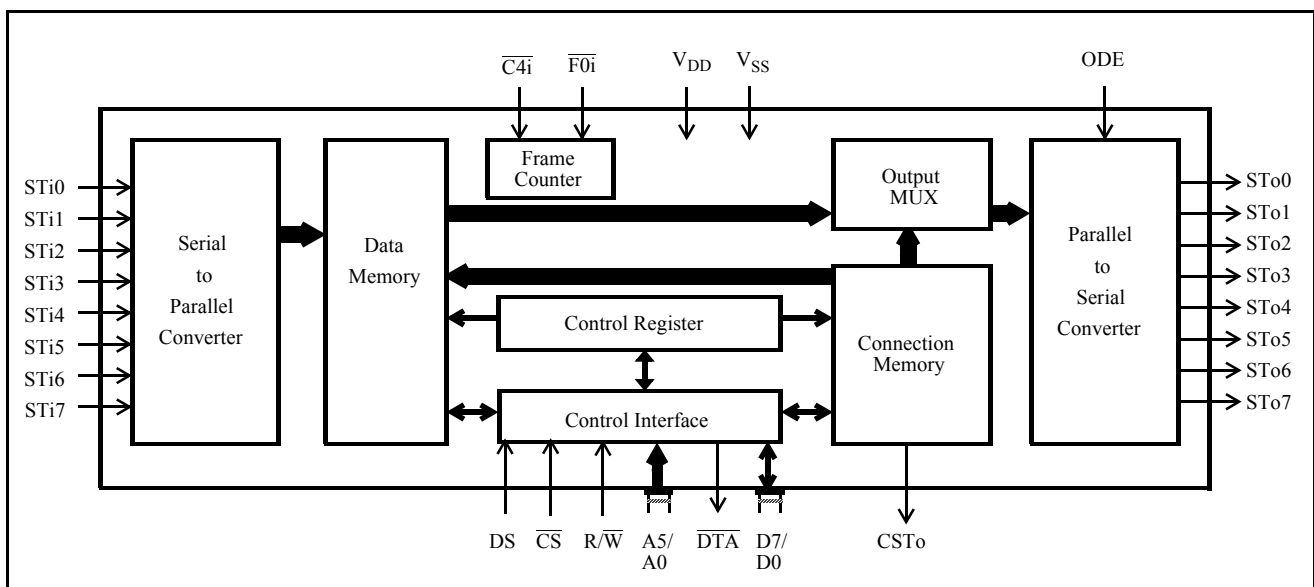 C4i F0i VDD VSS ODE
STi0
STi1
STi2
STi3
STi4
STi5
STi6
STi7
Serial
to
Parallel
Converter
Data
Memory
Frame
Counter
Control Register
Control Interface
Output
MUX
Connection
Memory
Parallel
to
Serial
Converter
STo0
STo1
STo2
STo3
STo4
STo5
STo6
STo7
DS CS R/W A5/ DTA D7/ CSTo
A0 D0